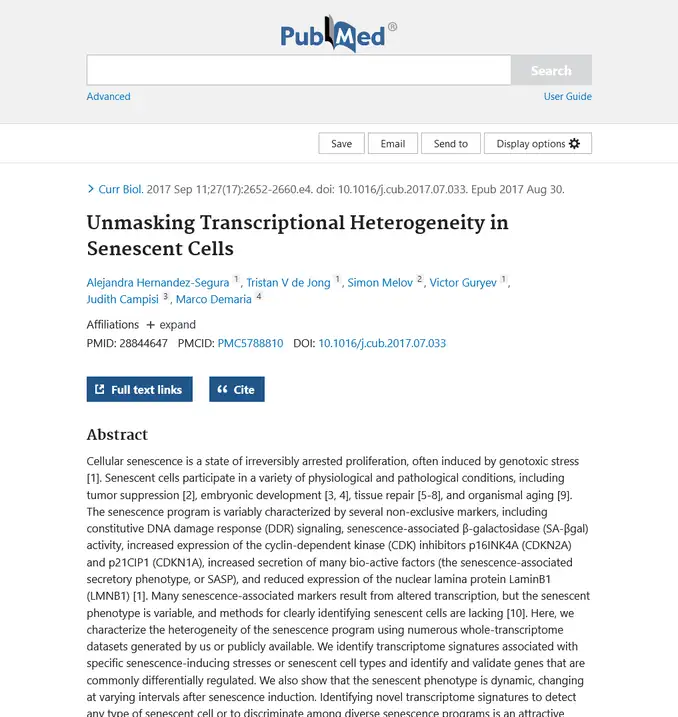 PubMed®
Search
Advanced
User Guide
Save
Email
Send to
Display options
Curr Biol. 2017 Sep 11;27(17):2652-2660.e4. doi: 10.1016/j.cub.2017.07.033. Epub 2017 Aug 30.
Unmasking Transcriptional Heterogeneity in
Senescent Cells
Alejandra Hernandez-Segura 1, Tristan V de Jong 1, Simon Melov 2, Victor Guryev 1,
Judith Campisi 3, Marco Demaria 4
Affiliations + expand
PMID: 28844647 PMCID: PMC5788810 DOI: 10.1016/j.cub.2017.07.033
Full text links
Cite
Abstract
Cellular senescence is a state of irreversibly arrested proliferation, often induced by genotoxic stress
[1]. Senescent cells participate in a variety of physiological and pathological conditions, including
tumor suppression [2], embryonic development [3, 4], tissue repair [5-8], and organismal aging [9].
The senescence program is variably characterized by several non-exclusive markers, including
constitutive DNA damage response (DDR) signaling, senescence-associated β-galactosidase (SA-βgal)
activity, increased expression of the cyclin-dependent kinase (CDK) inhibitors p16INK4A (CDKN2A)
and p21CIP1 (CDKN1A), increased secretion of many bio-active factors (the senescence-associated
secretory phenotype, or SASP), and reduced expression of the nuclear lamina protein LaminB1
(LMNB1) [1]. Many senescence-associated markers result from altered transcription, but the senescent
phenotype is variable, and methods for clearly identifying senescent cells are lacking [10]. Here, we
characterize the heterogeneity of the senescence program using numerous whole-transcriptome
datasets generated by us or publicly available. We identify transcriptome signatures associated with
specific senescence-inducing stresses or senescent cell types and identify and validate genes that are
commonly differentially regulated. We also show that the senescent phenotype is dynamic, changing
at varying intervals after senescence induction. Identifying novel transcriptome signatures to detect
any type of senescent cell or to discriminate among diverse senescence programs is an attractive